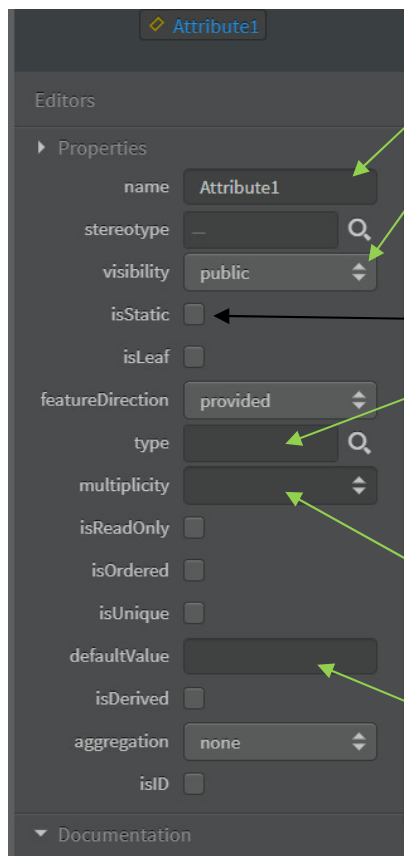 Attribute1
Editors
Properties
name Attribute1
stereotype —
visibility public
isStatic
isLeaf
featureDirection provided
type
multiplicity
isReadOnly
isOrdered
isUnique
defaultValue
isDerived
aggregation none
isID
Documentation